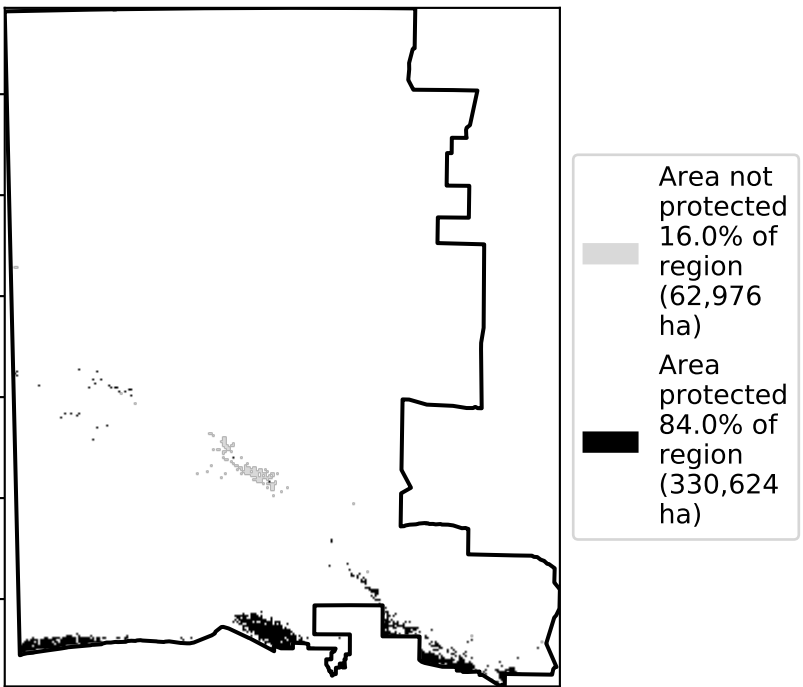 Area not
protected
16.0% of
region
(62,976
ha)
Area
protected
84.0% of
region
(330,624
ha)